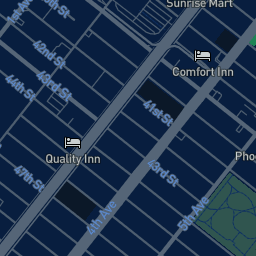 Sunrise Mart
42nd St
Comfort Inn
43rd St
41st St
44th St
Quality Inn
Pho
43rd St
47th St
4th Ave
5th Ave